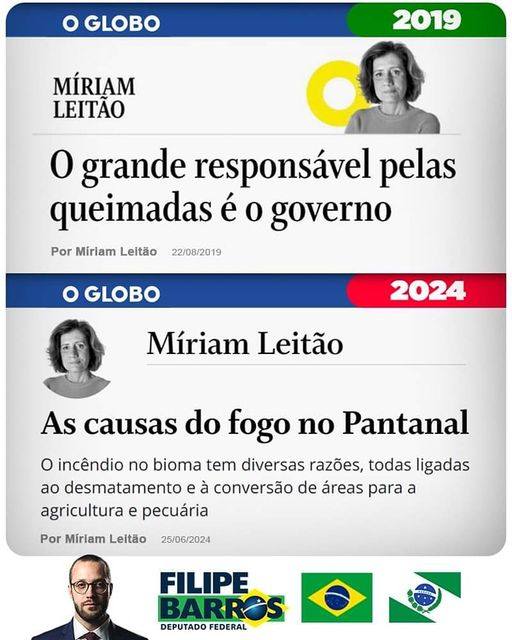 O GLOBO
2019
MÍRIAM
LEITÃO
O grande responsável pelas
queimadas é o governo
Por Míriam Leitão 22/08/2019
O GLOBO
2024
Míriam Leitão
As causas do fogo no Pantanal
O incêndio no bioma tem diversas razões, todas ligadas
ao desmatamento e à conversão de áreas para a
agricultura e pecuária
Por Míriam Leitão 25/06/2024
FILIPE
BARROS
DEPUTADO FEDERAL